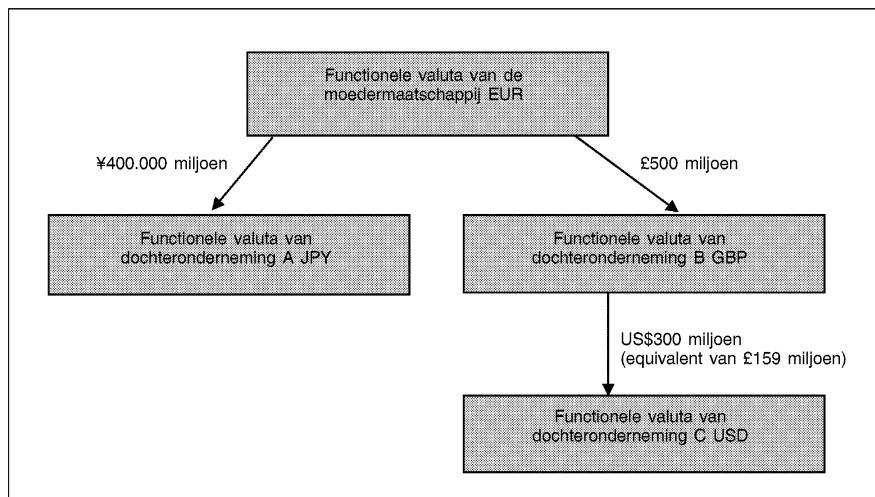 Functionele valuta van de
moedermaatschappij EUR
¥400.000 miljoen
£500 miljoen
Functionele valuta van
dochteronderneming A JPY
Functionele valuta van
dochteronderneming B GBP
US$300 miljoen
(equivalent van £159 miljoen)
Functionele valuta van
dochteronderneming C USD